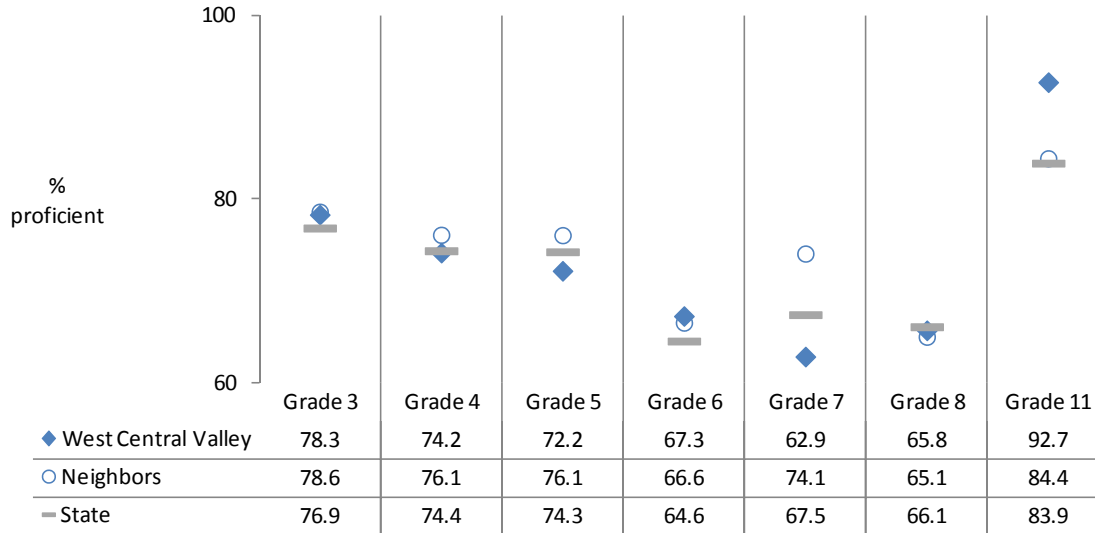 100
%
proficient
80
60
Grade 3 Grade 4 Grade 5 Grade 6 Grade 7 Grade 8 Grade 11
West Central Valley 78.3 74.2 72.2 67.3 62.9 65.8 92.7
Neighbors 78.6 76.1 76.1 66.6 74.1 65.1 84.4
State 76.9 74.4 74.3 64.6 67.5 66.1 83.9